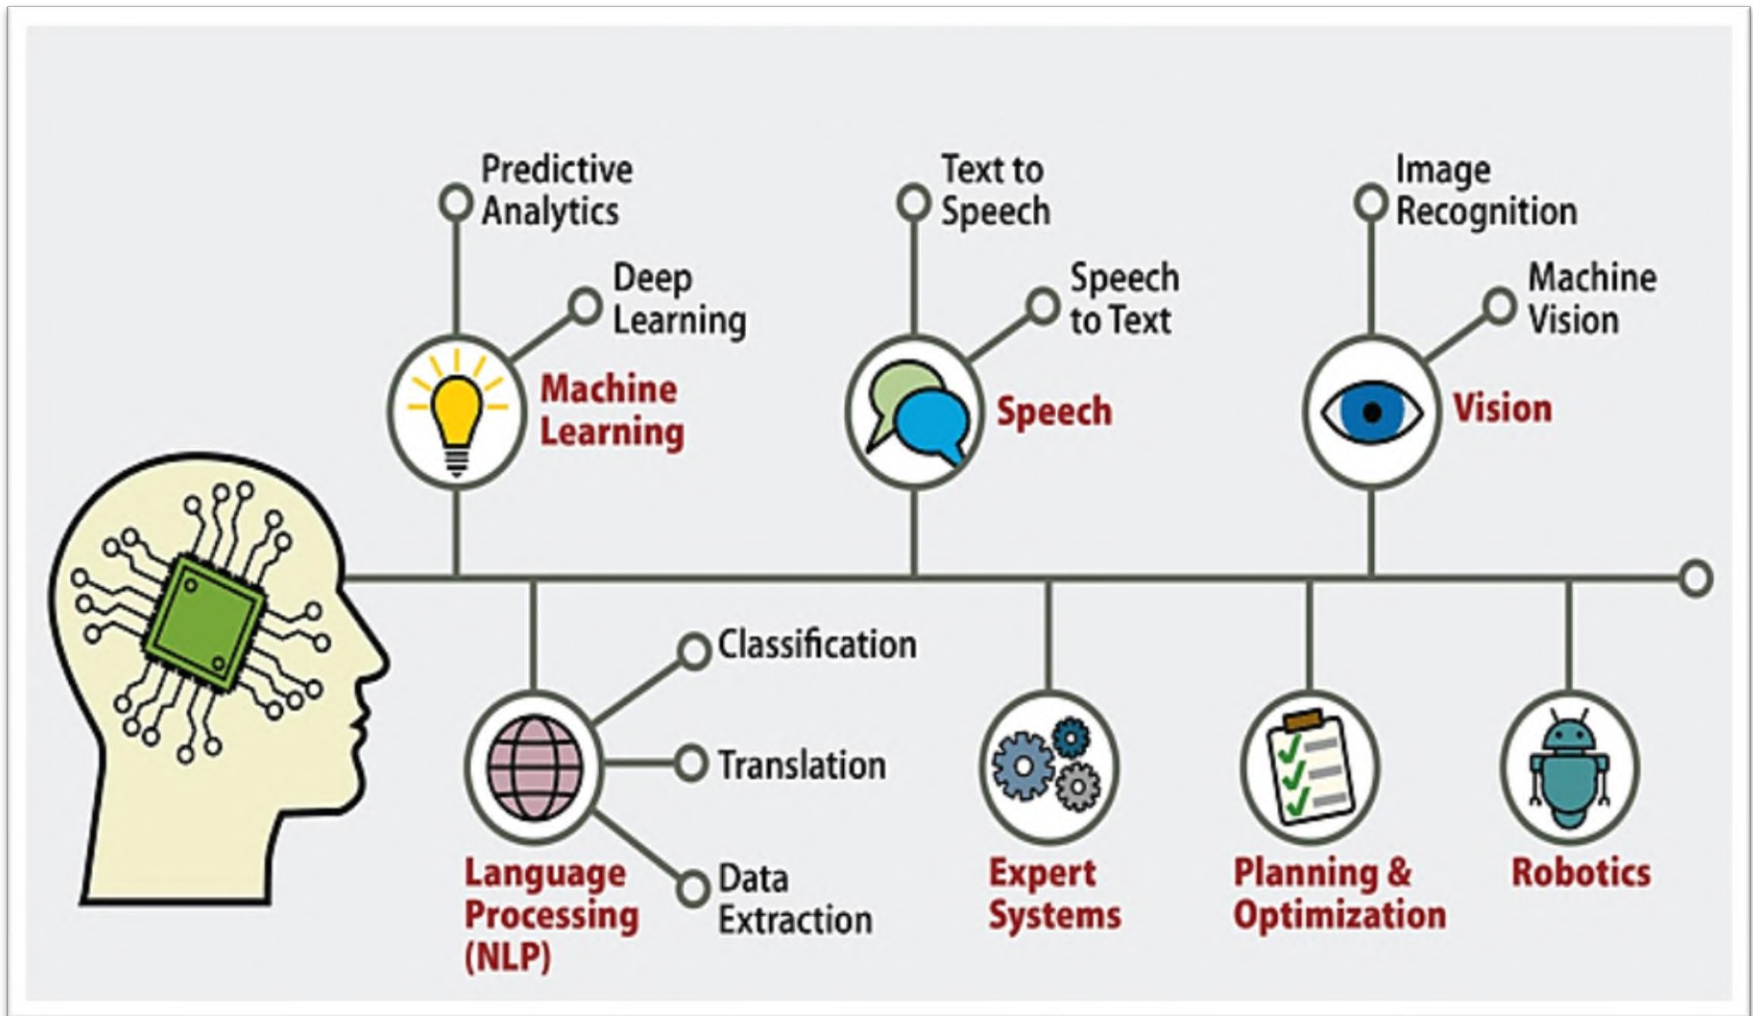 Predictive
Analytics
Deep
Learning
Machine
Learning
Text to
Speech
Speech
to Text
Speech
Image
Recognition
Machine
Vision
Vision
Classification
Translation
Data
Extraction
Language
Processing
(NLP)
Expert
Systems
Planning &
Optimization
Robotics